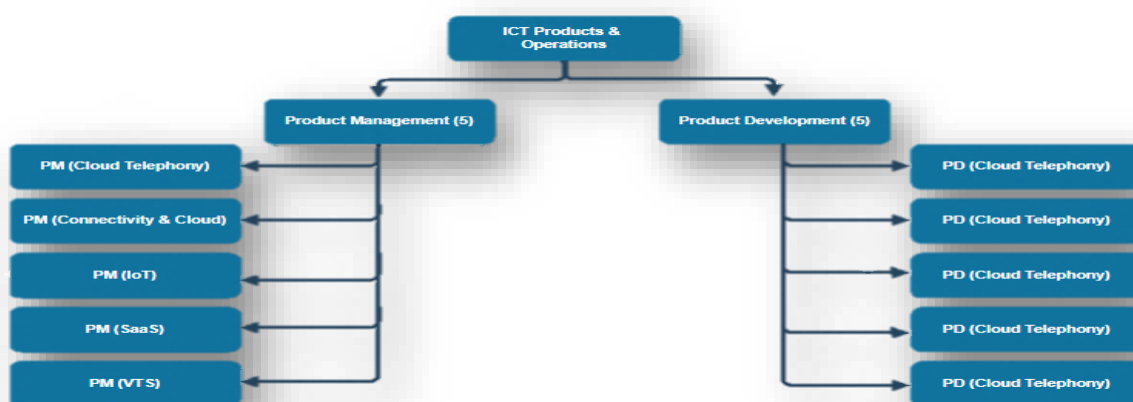 ICT Products &
Operations
Product Management (5)
Product Development (5)
PM (Cloud Telephony)
PM (Connectivity & Cloud)
PM (IoT)
PM (SaaS)
PM (VTS)
PD (Cloud Telephony)
PD (Cloud Telephony)
PD (Cloud Telephony)
PD (Cloud Telephony)
PD (Cloud Telephony)